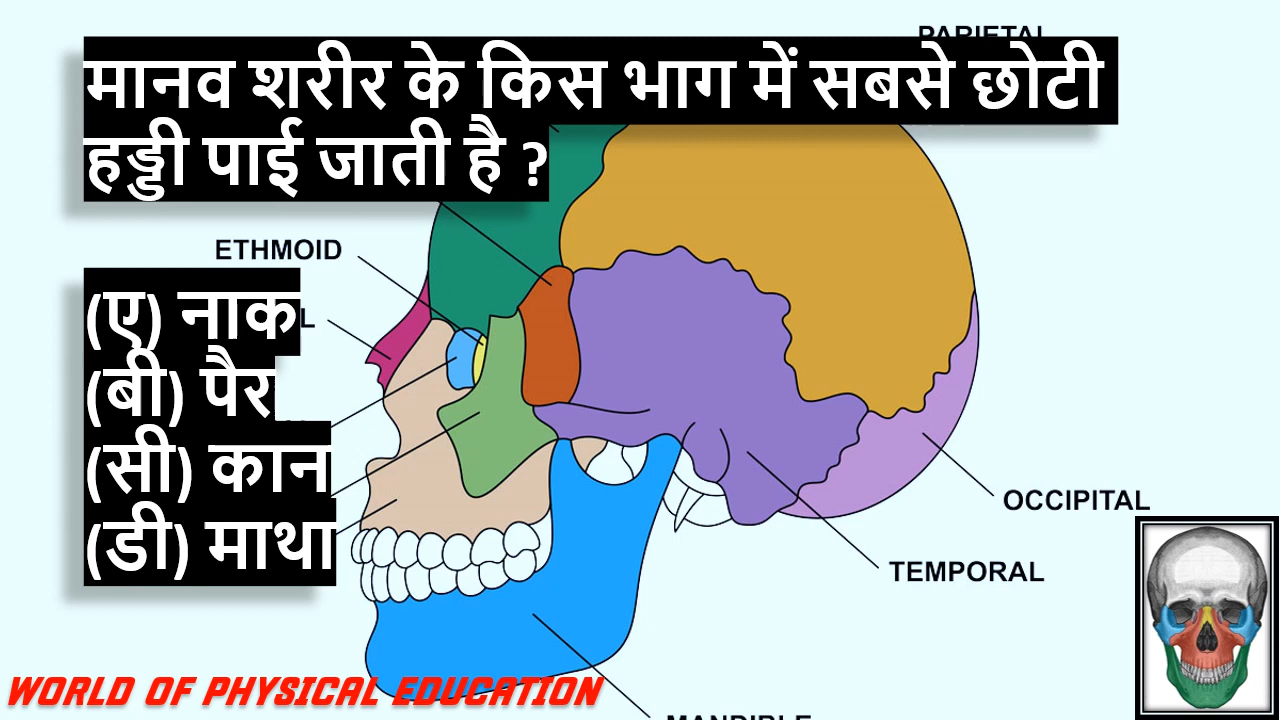 PARIETAL
मानव शरीर के किस भाग में सबसे छोटी
हड्डी पाई जाती है ?
ETHMOID
(ए) नाक
L
(बी) पैर
(सी) कान
(डी) माथा
OCCIPITAL
TEMPORAL
WORLD OF PHYSICAL EDUCATION
MANDIBLE